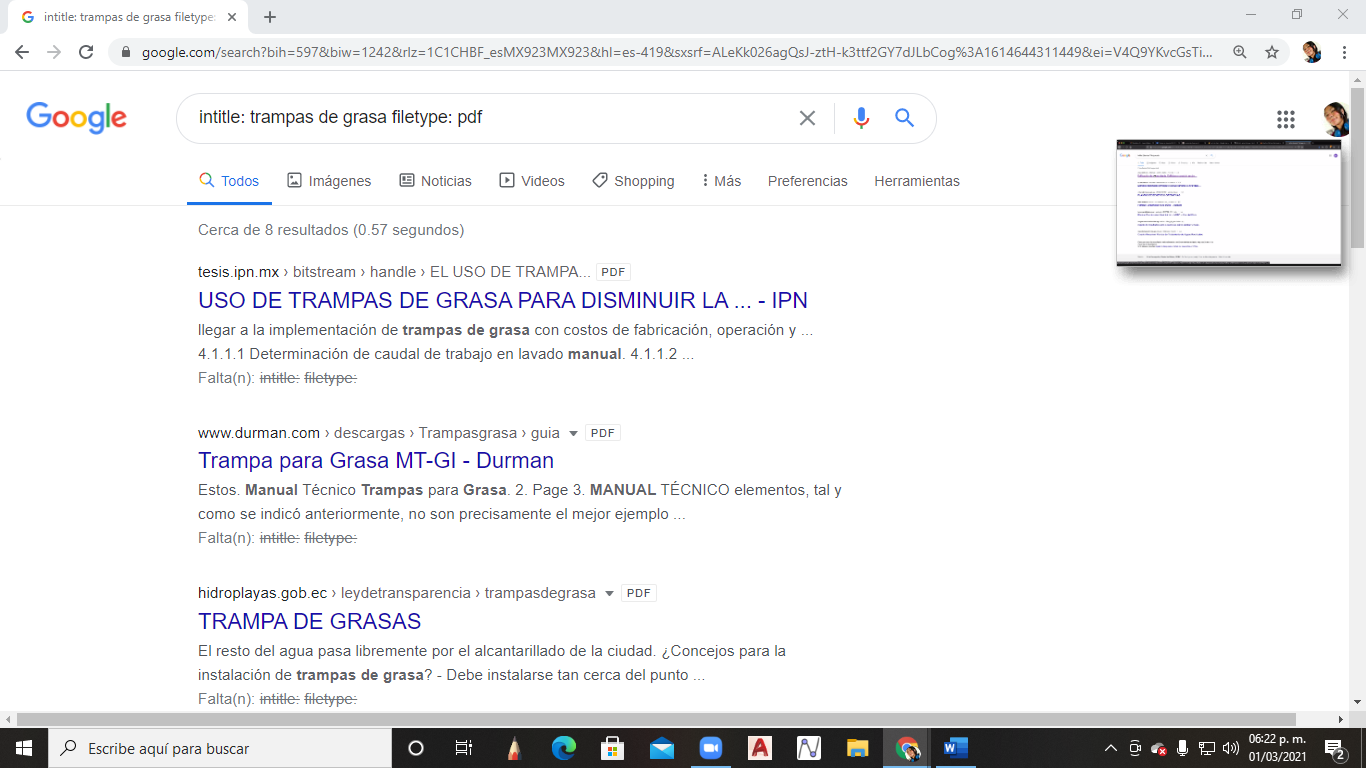 intitle: trampas de grasa filetype:
google.com/search?bih=597&biw=1242&rlz=1C1CHBF_esMX923MX923&hl=es-419&sxsrf=ALeKk026agQsJ-ztH-k3ttf2GY7dJLbCog%3A1614644311449&ei=V4Q9YKvcGsTi...
Google
intitle: trampas de grasa filetype: pdf
Todos Imágenes Noticias Videos Shopping Más Preferencias Herramientas
Cerca de 8 resultados (0.57 segundos)
tesis.ipn.mx › bitstream › handle › EL USO DE TRAMPA... PDF
USO DE TRAMPAS DE GRASA PARA DISMINUIR LA ... - IPN
llegar a la implementación de trampas de grasa con costos de fabricación, operación y ...
4.1.1.1 Determinación de caudal de trabajo en lavado manual. 4.1.1.2 ...
Falta(n): intitle: filetype:
www.durman.com › descargas › Trampasgrasa › guia PDF
Trampa para Grasa MT-GI - Durman
Estos. Manual Técnico Trampas para Grasa. 2. Page 3. MANUAL TÉCNICO elementos, tal y
como se indicó anteriormente, no son precisamente el mejor ejemplo ...
Falta(n): intitle: filetype:
hidroplayas.gob.ec › leydetransparencia › trampasdegrasa PDF
TRAMPA DE GRASAS
El resto del agua pasa libremente por el alcantarillado de la ciudad. ¿Concejos para la
instalación de trampas de grasa? - Debe instalarse tan cerca del punto ...
Falta(n): intitle: filetype:
Escribe aquí para buscar
06:22 p. m.
01/03/2021
2